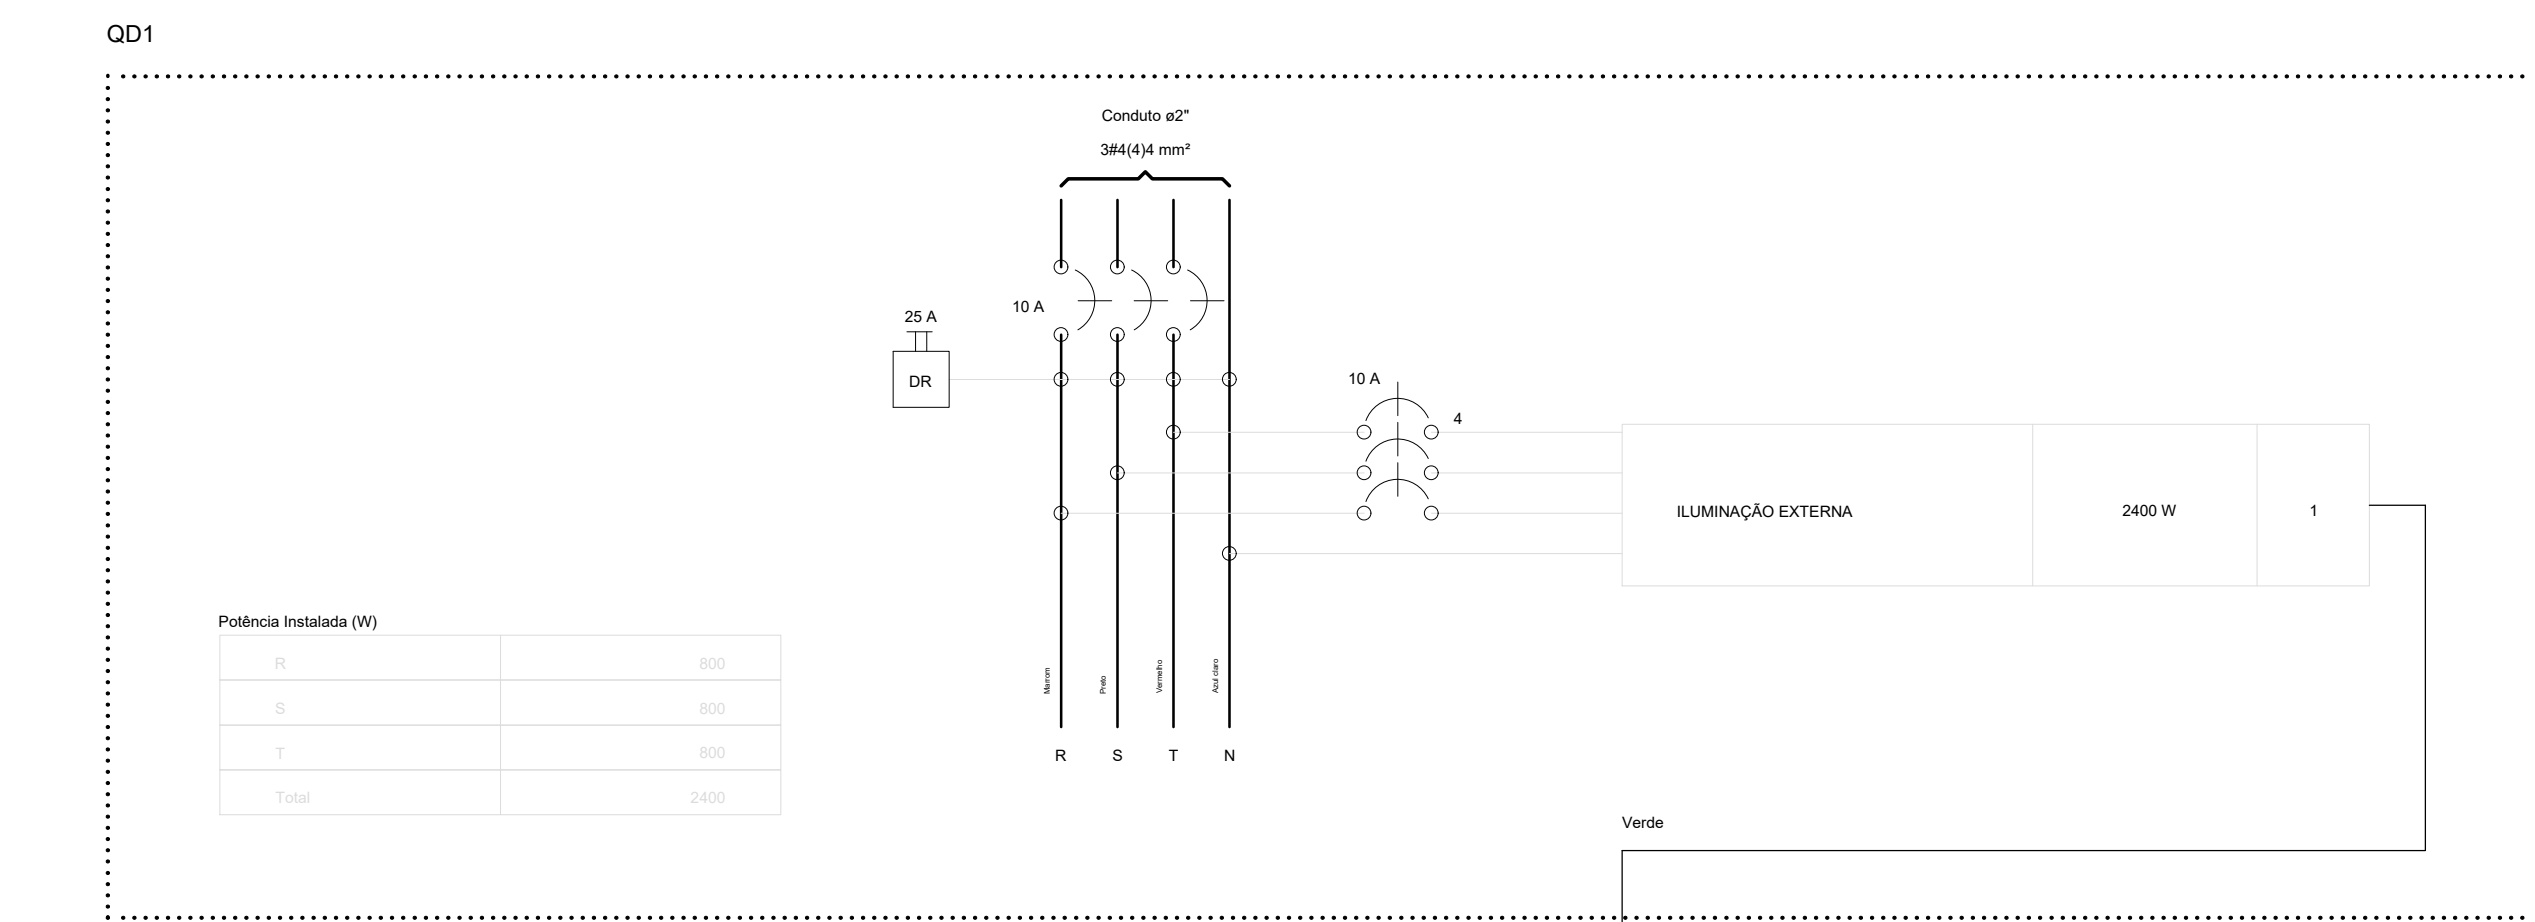 QD1
Conduto ø2"
3#4(4)4 mm²
10 A
25 A
DR
10 A
4
ILUMINAÇÃO EXTERNA 2400 W 1
Potência Instalada (W)
R 800
S 800
T 800
Total 2400
Marrom Preto Vermelho Azul claro
R S T N
Verde